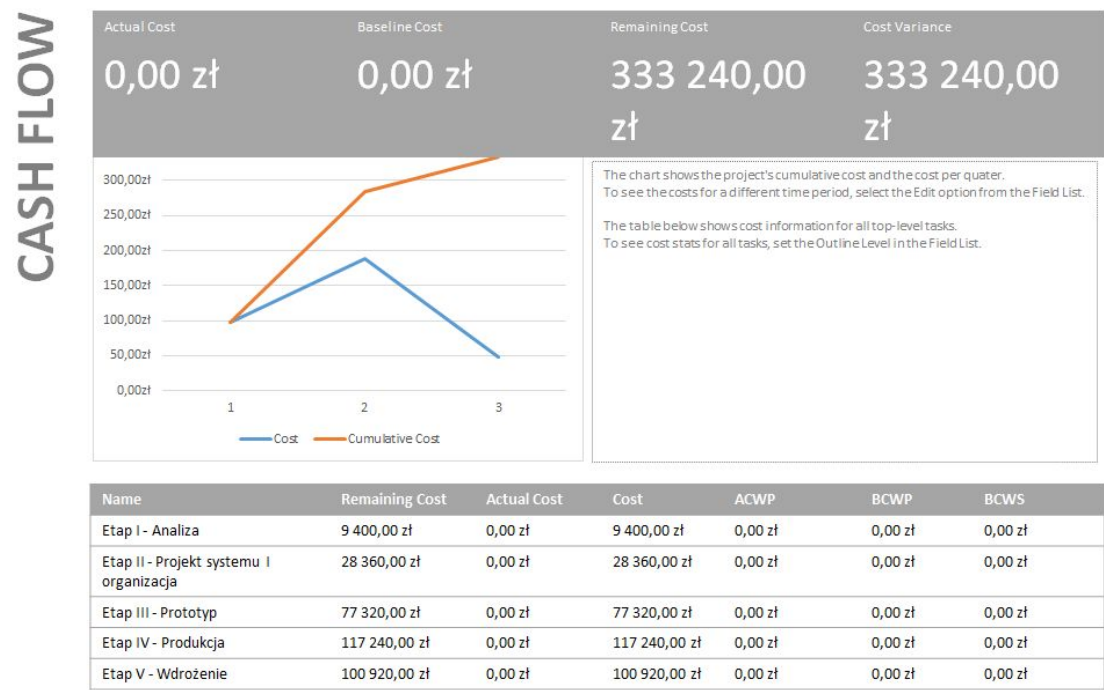 CASH FLOW
Actual Cost
0,00 zł
Baseline Cost
0,00 zł
Remaining Cost
333 240,00
zł
Cost Variance
333 240,00
zł
300,00zł
250,00zł
200,00zł
150,00zł
100,00zł
50,00zł
0,00zł
1 2 3
Cost Cumulative Cost
The chart shows the project's cumulative cost and the cost per quater.
To see the costs for a different time period, select the Edit option from the Field List.
The table below shows cost information for all top-level tasks.
To see cost stats for all tasks, set the Outline Level in the Field List.
Name Remaining Cost Actual Cost Cost ACWP BCWP BCWS
Etap I - Analiza 9 400,00 zł 0,00 zł 9 400,00 zł 0,00 zł 0,00 zł 0,00 zł
Etap II - Projekt systemu I 28 360,00 zł 0,00 zł 28 360,00 zł 0,00 zł 0,00 zł 0,00 zł
organizacja
Etap III - Prototyp 77 320,00 zł 0,00 zł 77 320,00 zł 0,00 zł 0,00 zł 0,00 zł
Etap IV - Produkcja 117 240,00 zł 0,00 zł 117 240,00 zł 0,00 zł 0,00 zł 0,00 zł
Etap V - Wdrożenie 100 920,00 zł 0,00 zł 100 920,00 zł 0,00 zł 0,00 zł 0,00 zł